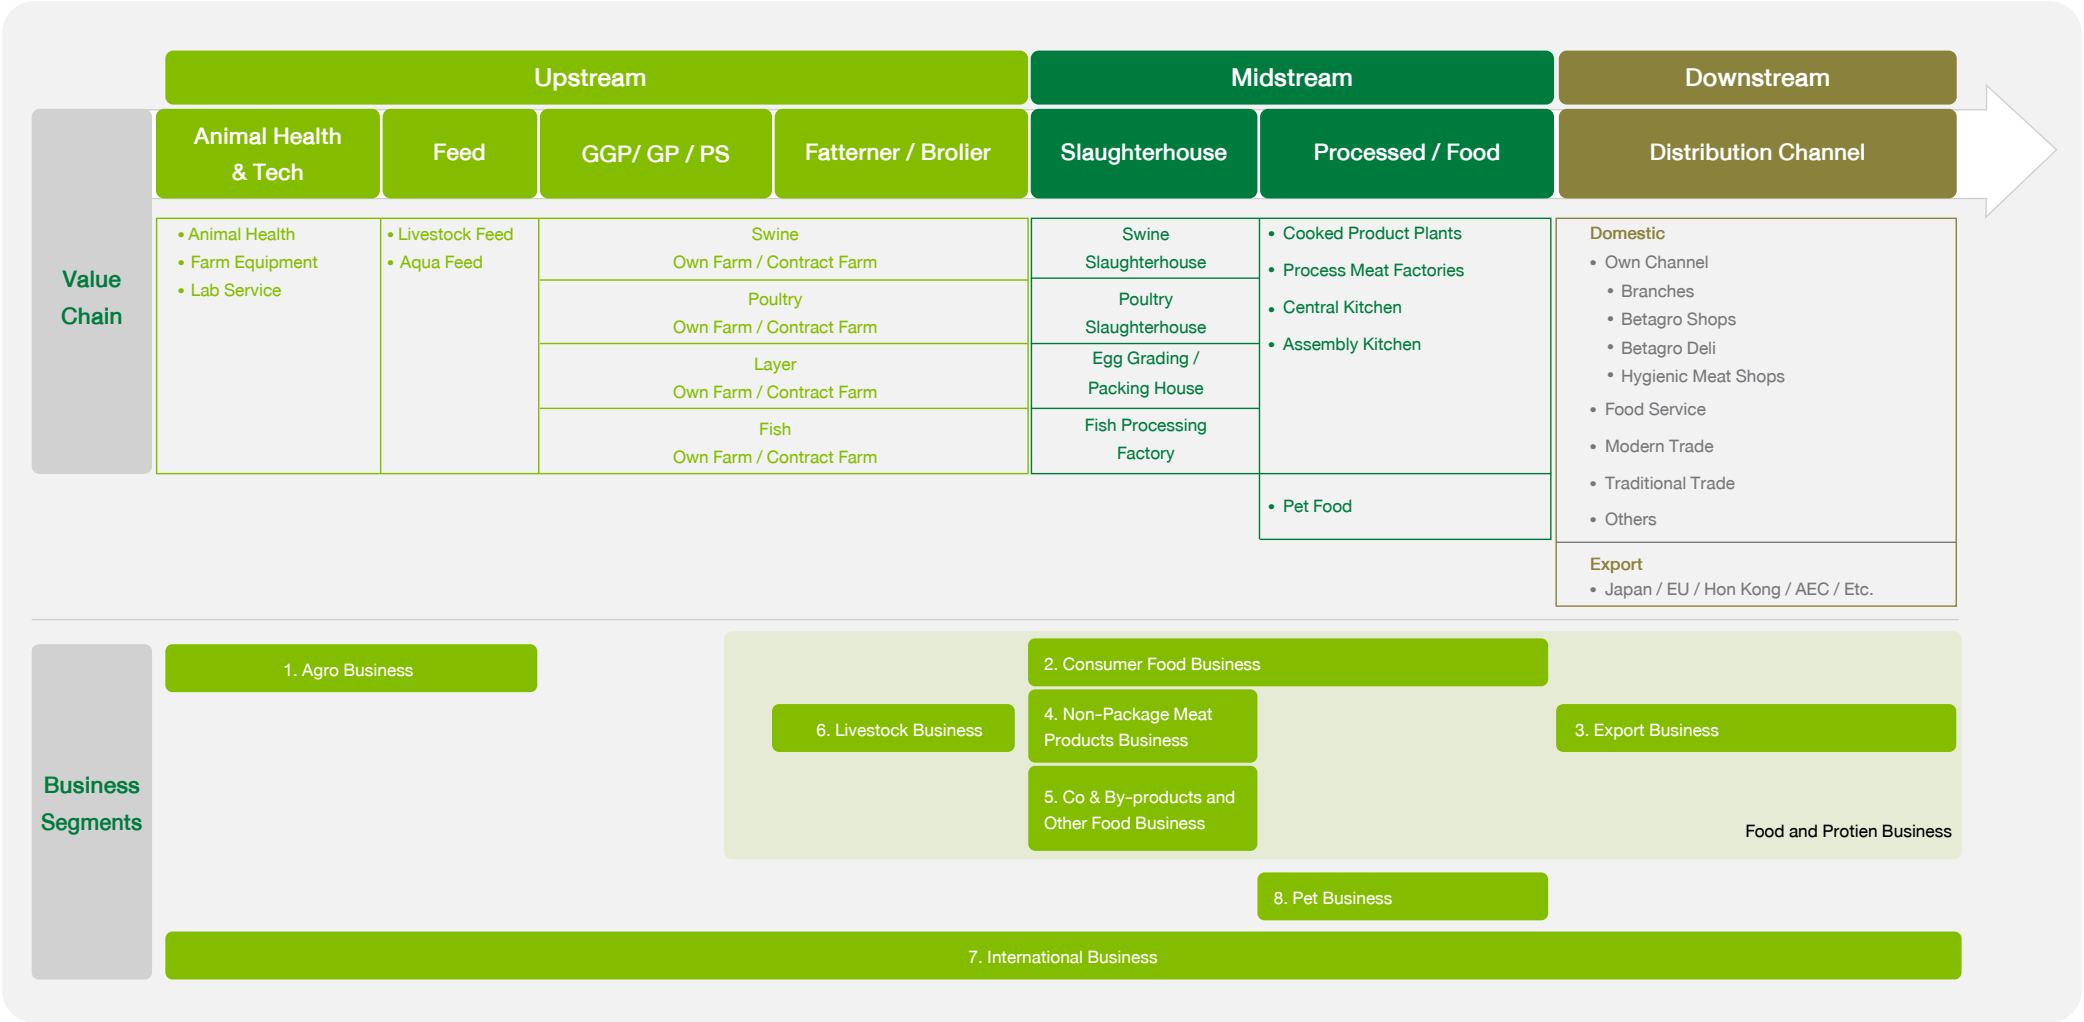 Upstream
Midstream
Downstream
Value
Chain
Animal Health
& Tech
Feed
GGP/ GP / PS
Fatterner / Brolier
Slaughterhouse
Processed / Food
Distribution Channel
• Animal Health
• Farm Equipment
• Lab Service
• Livestock Feed
• Aqua Feed
Swine
Own Farm / Contract Farm
Poultry
Own Farm / Contract Farm
Layer
Own Farm / Contract Farm
Fish
Own Farm / Contract Farm
Swine
Slaughterhouse
Poultry
Slaughterhouse
Egg Grading /
Packing House
Fish Processing
Factory
• Cooked Product Plants
• Process Meat Factories
• Central Kitchen
• Assembly Kitchen
• Pet Food
Domestic
• Own Channel
• Branches
• Betagro Shops
• Betagro Deli
• Hygienic Meat Shops
• Food Service
• Modern Trade
• Traditional Trade
• Others
Export
• Japan / EU / Hon Kong / AEC / Etc.
Business
Segments
1. Agro Business
2. Consumer Food Business
6. Livestock Business
4. Non-Package Meat
Products Business
3. Export Business
5. Co & By-products and
Other Food Business
Food and Protien Business
8. Pet Business
7. International Business